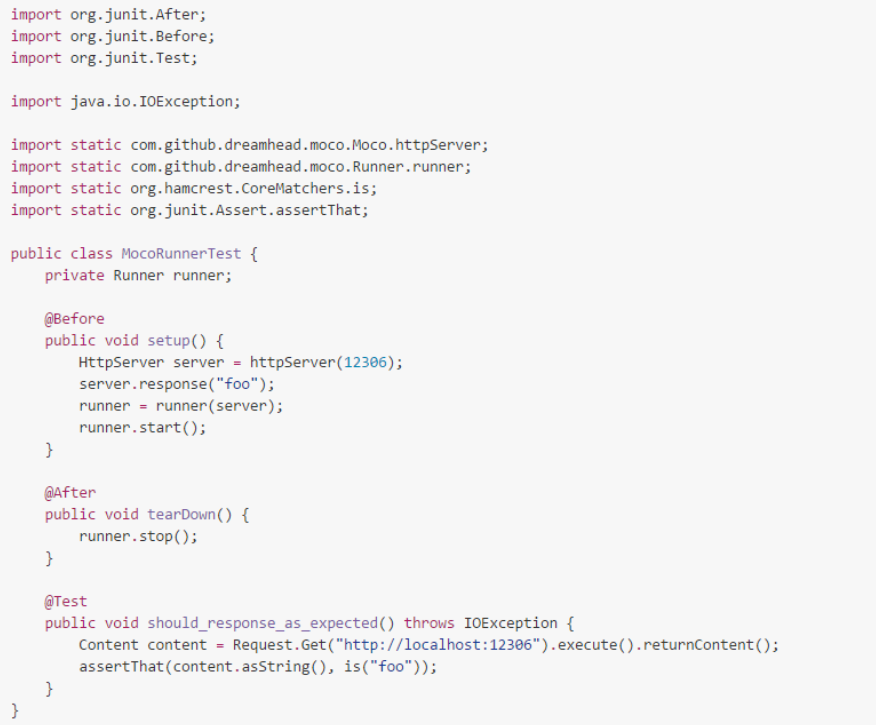 import org.junit.After;
import org.junit.Before;
import org.junit.Test;

import java.io.IOException;

import static com.github.dreamhead.moco.Moco.httpServer;
import static com.github.dreamhead.moco.Runner.runner;
import static org.hamcrest.CoreMatchers.is;
import static org.junit.Assert.assertThat;

public class MocoRunnerTest {
    private Runner runner;

    @Before
    public void setup() {
        HttpServer server = httpServer(12306);
        server.response("foo");
        runner = runner(server);
        runner.start();
    }

    @After
    public void tearDown() {
        runner.stop();
    }

    @Test
    public void should_response_as_expected() throws IOException {
        Content content = Request.Get("http://localhost:12306").execute().returnContent();
        assertThat(content.asString(), is("foo"));
    }
}